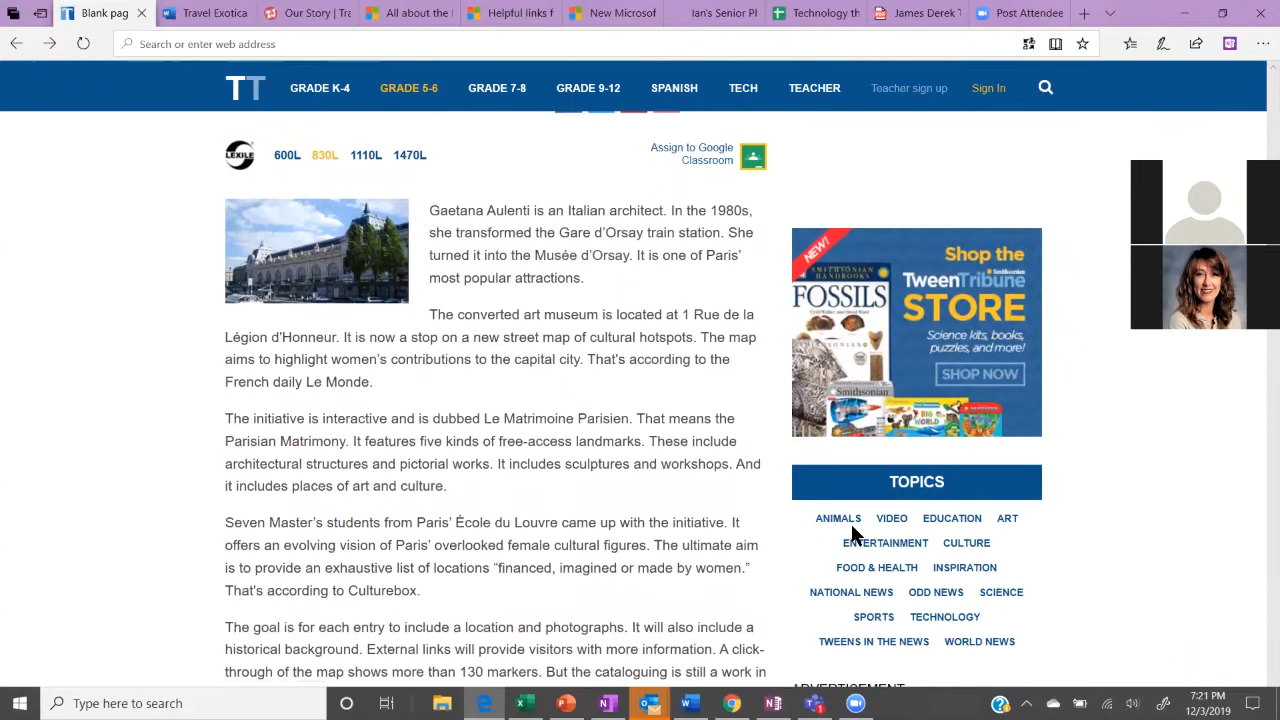 Your Tr
Start
Blank pag
All about the
Hellen links f
New Microsof
Ian's Senior Pl
Technology th
Zoom
Post Attendee
Search or enter web address
TT
GRADE K-4
GRADE 5-6
GRADE 7-8
GRADE 9-12
SPANISH
TECH
TEACHER
Teacher sign up
Sign In
LEXILE
600L
830L
1110L
1470L
Assign to Google
Classroom
Gaetana Aulenti is an Italian architect. In the 1980s,
she transformed the Gare d'Orsay train station. She
turned it into the Musée d'Orsay. It is one of Paris'
most popular attractions.
The converted art museum is located at 1 Rue de la
Légion d'Honneur. It is now a stop on a new street map of cultural hotspots. The map
aims to highlight women's contributions to the capital city. That's according to the
French daily Le Monde.
The initiative is interactive and is dubbed Le Matrimoine Parisien. That means the
Parisian Matrimony. It features five kinds of free-access landmarks. These include
architectural structures and pictorial works. It includes sculptures and workshops. And
it includes places of art and culture.
Seven Master's students from Paris' École du Louvre came up with the initiative. It
offers an evolving vision of Paris' overlooked female cultural figures. The ultimate aim
is to provide an exhaustive list of locations “financed, imagined or made by women.”
That's according to Culturebox.
The goal is for each entry to include a location and photographs. It will also include a
historical background. External links will provide visitors with more information. A click-
through of the map shows more than 130 markers. But the cataloguing is still a work in
NEW!
SMITHSONIAN HANDBOOKS
FOSSILS
Smithsonian
BIG
WORLD
Shop the
Smithsonian
TweenTribune
STORE
Science kits, books,
puzzles, and more!
SHOP NOW
TOPICS
ANIMALS VIDEO EDUCATION ART
ENTERTAINMENT CULTURE
FOOD & HEALTH INSPIRATION
NATIONAL NEWS ODD NEWS SCIENCE
SPORTS TECHNOLOGY
TWEENS IN THE NEWS WORLD NEWS
ADVERTISEMENT
Type here to search
7:21 PM
12/3/2019